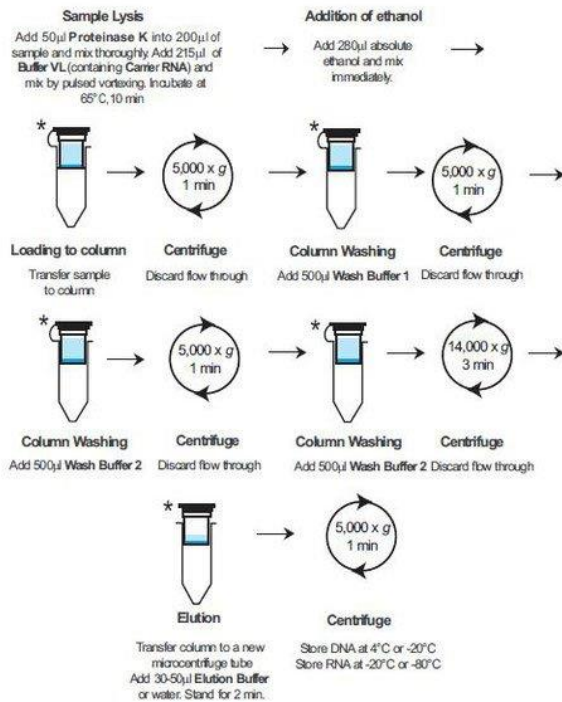 Sample Lysis
Add 50µl Proteinase K into 200µl of
sample and mix thoroughly. Add 215µl of
Buffer VL (containing Carrier RNA) and
mix by pulsed vortexing. Incubate at
65°C, 10 min
Addition of ethanol
Add 280µl absolute
ethanol and mix
immediately.
*
5,000 x g
1 min
*
5,000 x g
1 min
Loading to column
Transfer sample
to column
Centrifuge
Discard flow through
Column Washing
Add 500µl Wash Buffer 1
Centrifuge
Discard flow through
*
5,000 x g
1 min
*
14,000 x g
3 min
Column Washing
Add 500µl Wash Buffer 2
Centrifuge
Discard flow through
Column Washing
Add 500µl Wash Buffer 2
Centrifuge
Discard flow through
*
5,000 x g
1 min
Elution
Transfer column to a new
microcentrifuge tube
Add 30-50µl Elution Buffer
or water. Stand for 2 min.
Centrifuge
Store DNA at 4°C or -20°C
Store RNA at -20°C or -80°C